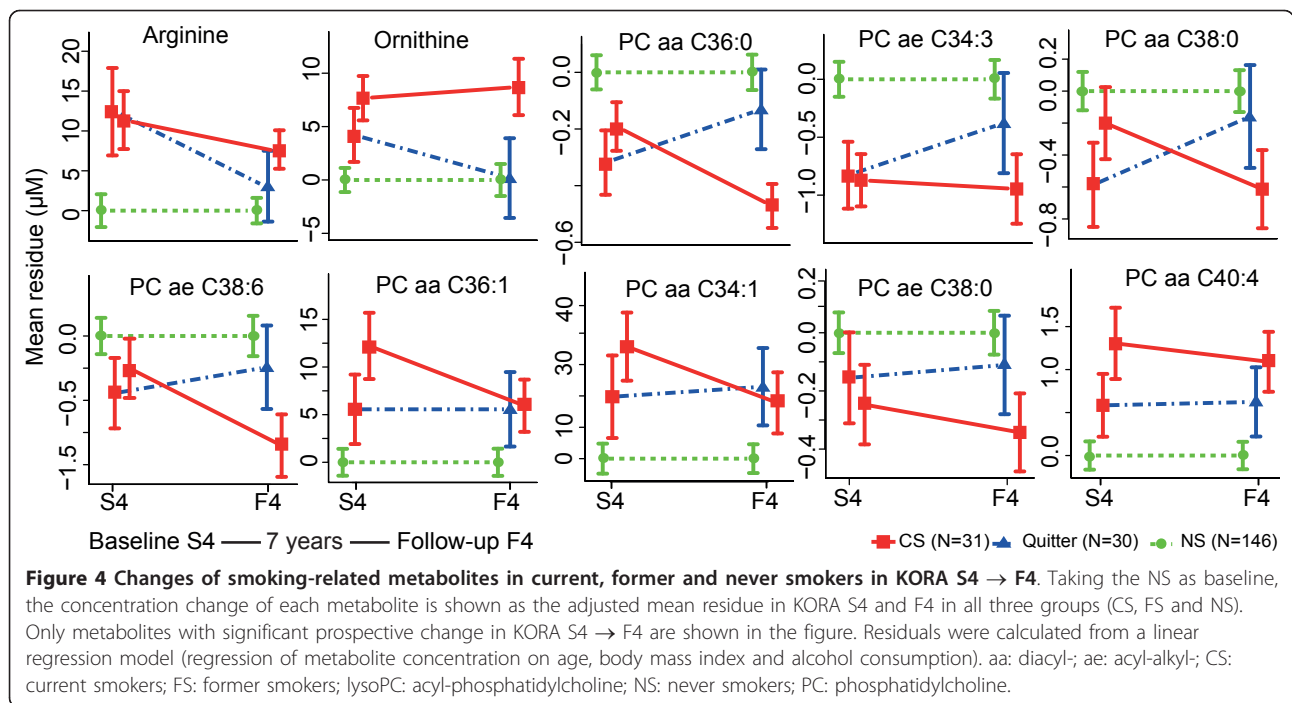 Arginine
Ornithine
PC aa C36:0
PC ae C34:3
PC aa C38:0
Mean residue (µM)
20
15
10
5
0
10
5
0
−5
0.0
−0.2
−0.6
0.0
−0.5
−1.0
0.2
0.0
−0.4
−0.8
PC ae C38:6
PC aa C36:1
PC aa C34:1
PC ae C38:0
PC aa C40:4
0.0
−0.5
−1.5
15
10
5
0
40
30
20
10
0
0.2
0.0
−0.2
−0.4
1.5
1.0
0.0
S4 F4 S4 F4 S4 F4 S4 F4 S4 F4
Baseline S4 — 7 years — Follow-up F4
CS (N=31) Quitter (N=30) NS (N=146)
Figure 4 Changes of smoking-related metabolites in current, former and never smokers in KORA S4 → F4. Taking the NS as baseline,
the concentration change of each metabolite is shown as the adjusted mean residue in KORA S4 and F4 in all three groups (CS, FS and NS).
Only metabolites with significant prospective change in KORA S4 → F4 are shown in the figure. Residuals were calculated from a linear
regression model (regression of metabolite concentration on age, body mass index and alcohol consumption). aa: diacyl-; ae: acyl-alkyl-; CS:
current smokers; FS: former smokers; lysoPC: acyl-phosphatidylcholine; NS: never smokers; PC: phosphatidylcholine.